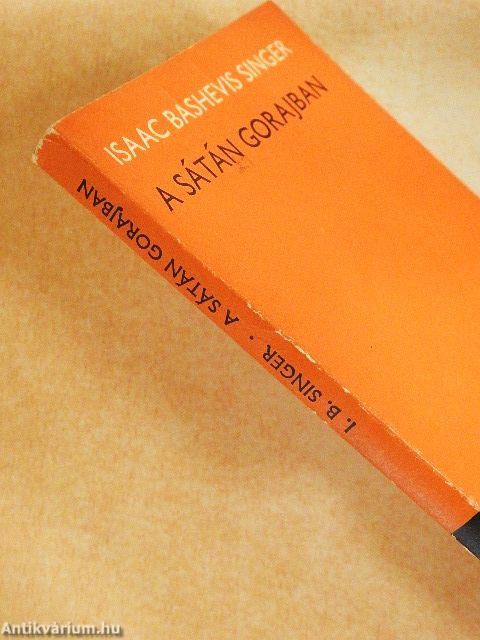 ISAAC BASHEVIS SINGER
A SÁTÁN GORAJBAN
I. B. SINGER · A SÁTÁN GORAJBAN
Antikvárium.hu